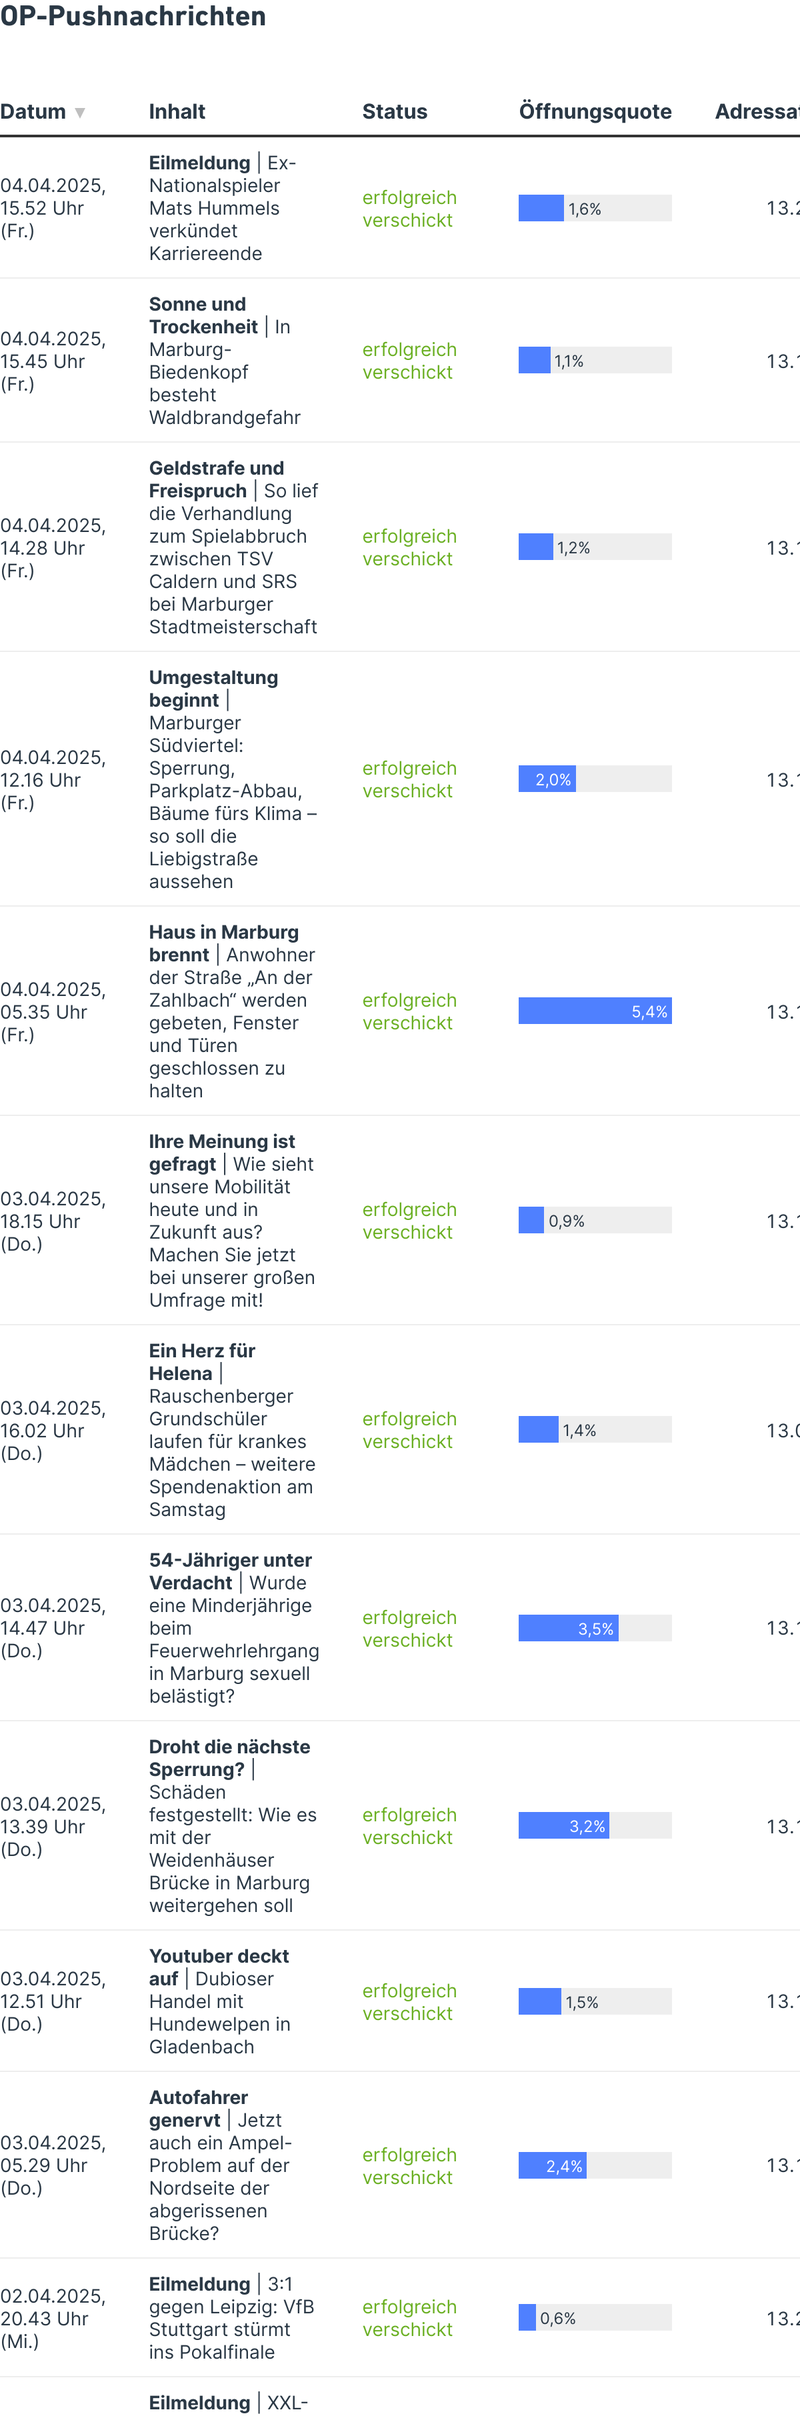 OP-Pushnachrichten
Datum ▼ Inhalt Status Öffnungsquote Adressat
04.04.2025,
15.52 Uhr
(Fr.)
Eilmeldung | Ex-
Nationalspieler
Mats Hummels
verkündet
Karriereende
erfolgreich
verschickt
1,6%
13.2
04.04.2025,
15.45 Uhr
(Fr.)
Sonne und
Trockenheit | In
Marburg-
Biedenkopf
besteht
Waldbrandgefahr
erfolgreich
verschickt
1,1%
13.1
04.04.2025,
14.28 Uhr
(Fr.)
Geldstrafe und
Freispruch | So lief
die Verhandlung
zum Spielabbruch
zwischen TSV
Caldern und SRS
bei Marburger
Stadtmeisterschaft
erfolgreich
verschickt
1,2%
13.1
04.04.2025,
12.16 Uhr
(Fr.)
Umgestaltung
beginnt |
Marburger
Südviertel:
Sperrung,
Parkplatz-Abbau,
Bäume fürs Klima –
so soll die
Liebigstraße
aussehen
erfolgreich
verschickt
2,0%
13.1
04.04.2025,
05.35 Uhr
(Fr.)
Haus in Marburg
brennt | Anwohner
der Straße „An der
Zahlbach“ werden
gebeten, Fenster
und Türen
geschlossen zu
halten
erfolgreich
verschickt
5,4%
13.1
03.04.2025,
18.15 Uhr
(Do.)
Ihre Meinung ist
gefragt | Wie sieht
unsere Mobilität
heute und in
Zukunft aus?
Machen Sie jetzt
bei unserer großen
Umfrage mit!
erfolgreich
verschickt
0,9%
13.1
03.04.2025,
16.02 Uhr
(Do.)
Ein Herz für
Helena |
Rauschenberger
Grundschüler
laufen für krankes
Mädchen – weitere
Spendenaktion am
Samstag
erfolgreich
verschickt
1,4%
13.0
03.04.2025,
14.47 Uhr
(Do.)
54-Jähriger unter
Verdacht | Wurde
eine Minderjährige
beim
Feuerwehrlehrgang
in Marburg sexuell
belästigt?
erfolgreich
verschickt
3,5%
13.1
03.04.2025,
13.39 Uhr
(Do.)
Droht die nächste
Sperrung? |
Schäden
festgestellt: Wie es
mit der
Weidenhäuser
Brücke in Marburg
weitergehen soll
erfolgreich
verschickt
3,2%
13.1
03.04.2025,
12.51 Uhr
(Do.)
Youtuber deckt
auf | Dubioser
Handel mit
Hundewelpen in
Gladenbach
erfolgreich
verschickt
1,5%
13.1
03.04.2025,
05.29 Uhr
(Do.)
Autofahrer
genervt | Jetzt
auch ein Ampel-
Problem auf der
Nordseite der
abgerissenen
Brücke?
erfolgreich
verschickt
2,4%
13.1
02.04.2025,
20.43 Uhr
(Mi.)
Eilmeldung | 3:1
gegen Leipzig: VfB
Stuttgart stürmt
ins Pokalfinale
erfolgreich
verschickt
0,6%
13.2
Eilmeldung | XXL-